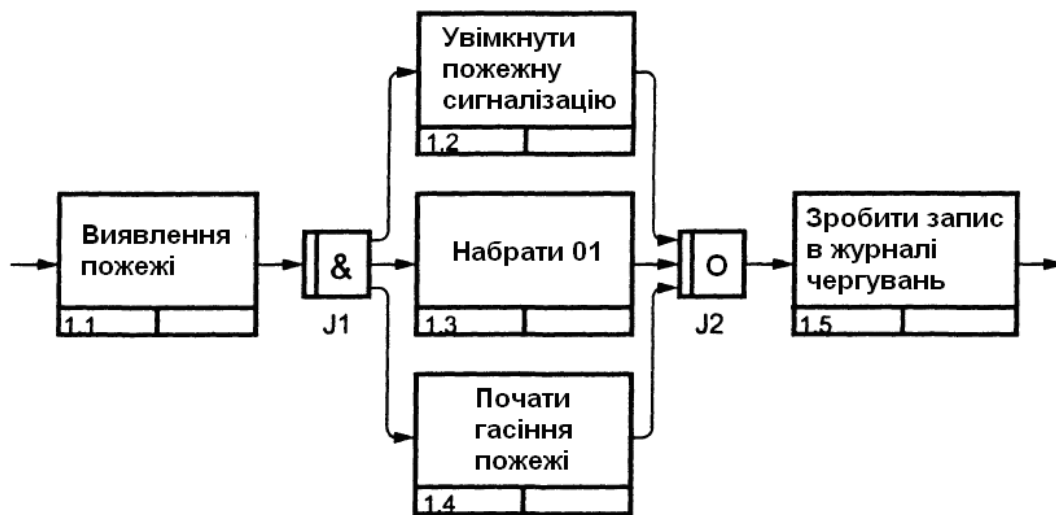 Увімкнути
пожежну
сигналізацію
1.2
Виявлення
пожежі
1.1
&
J1
Набрати 01
1.3
O
J2
Зробити запис
в журналі
чергувань
1.5
Почати
гасіння
пожежі
1.4